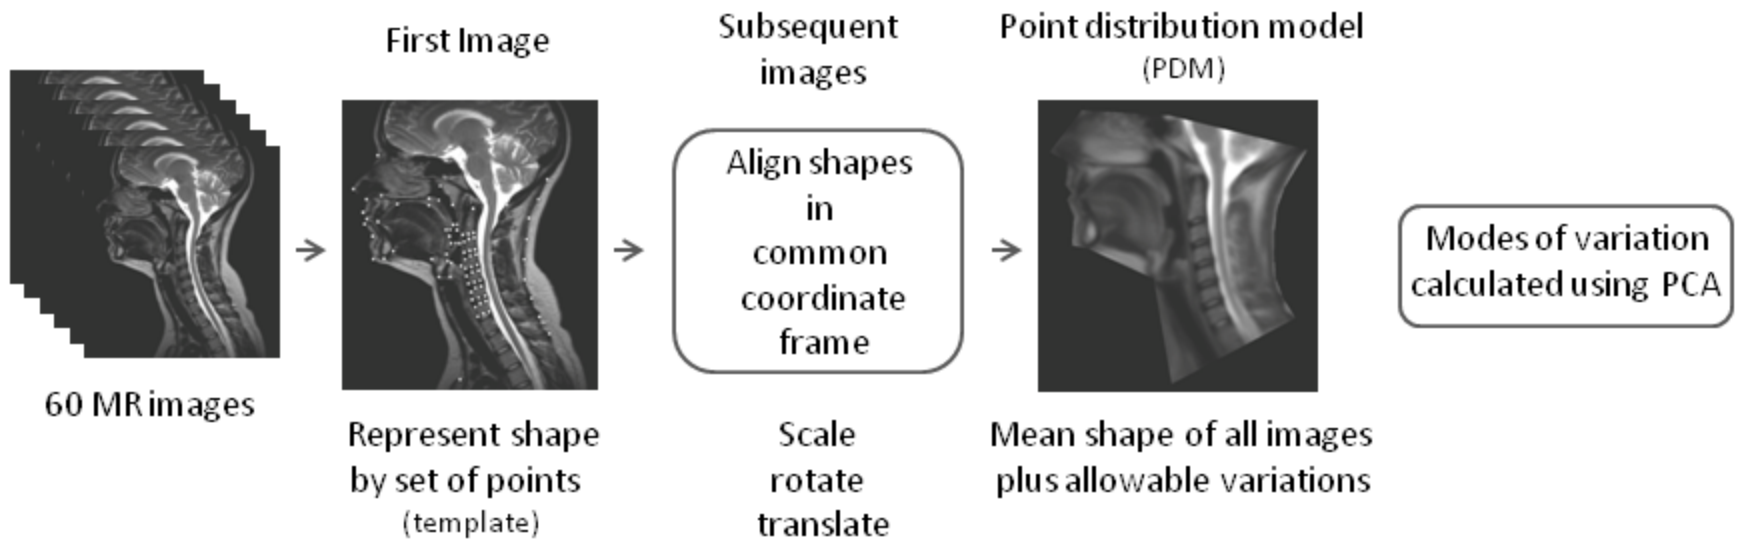 60 MR images
First Image
Represent shape
by set of points
(template)
Subsequent
images
Align shapes
in
common
coordinate
frame
Scale
rotate
translate
Point distribution model
(PDM)
Mean shape of all images
plus allowable variations
Modes of variation
calculated using PCA